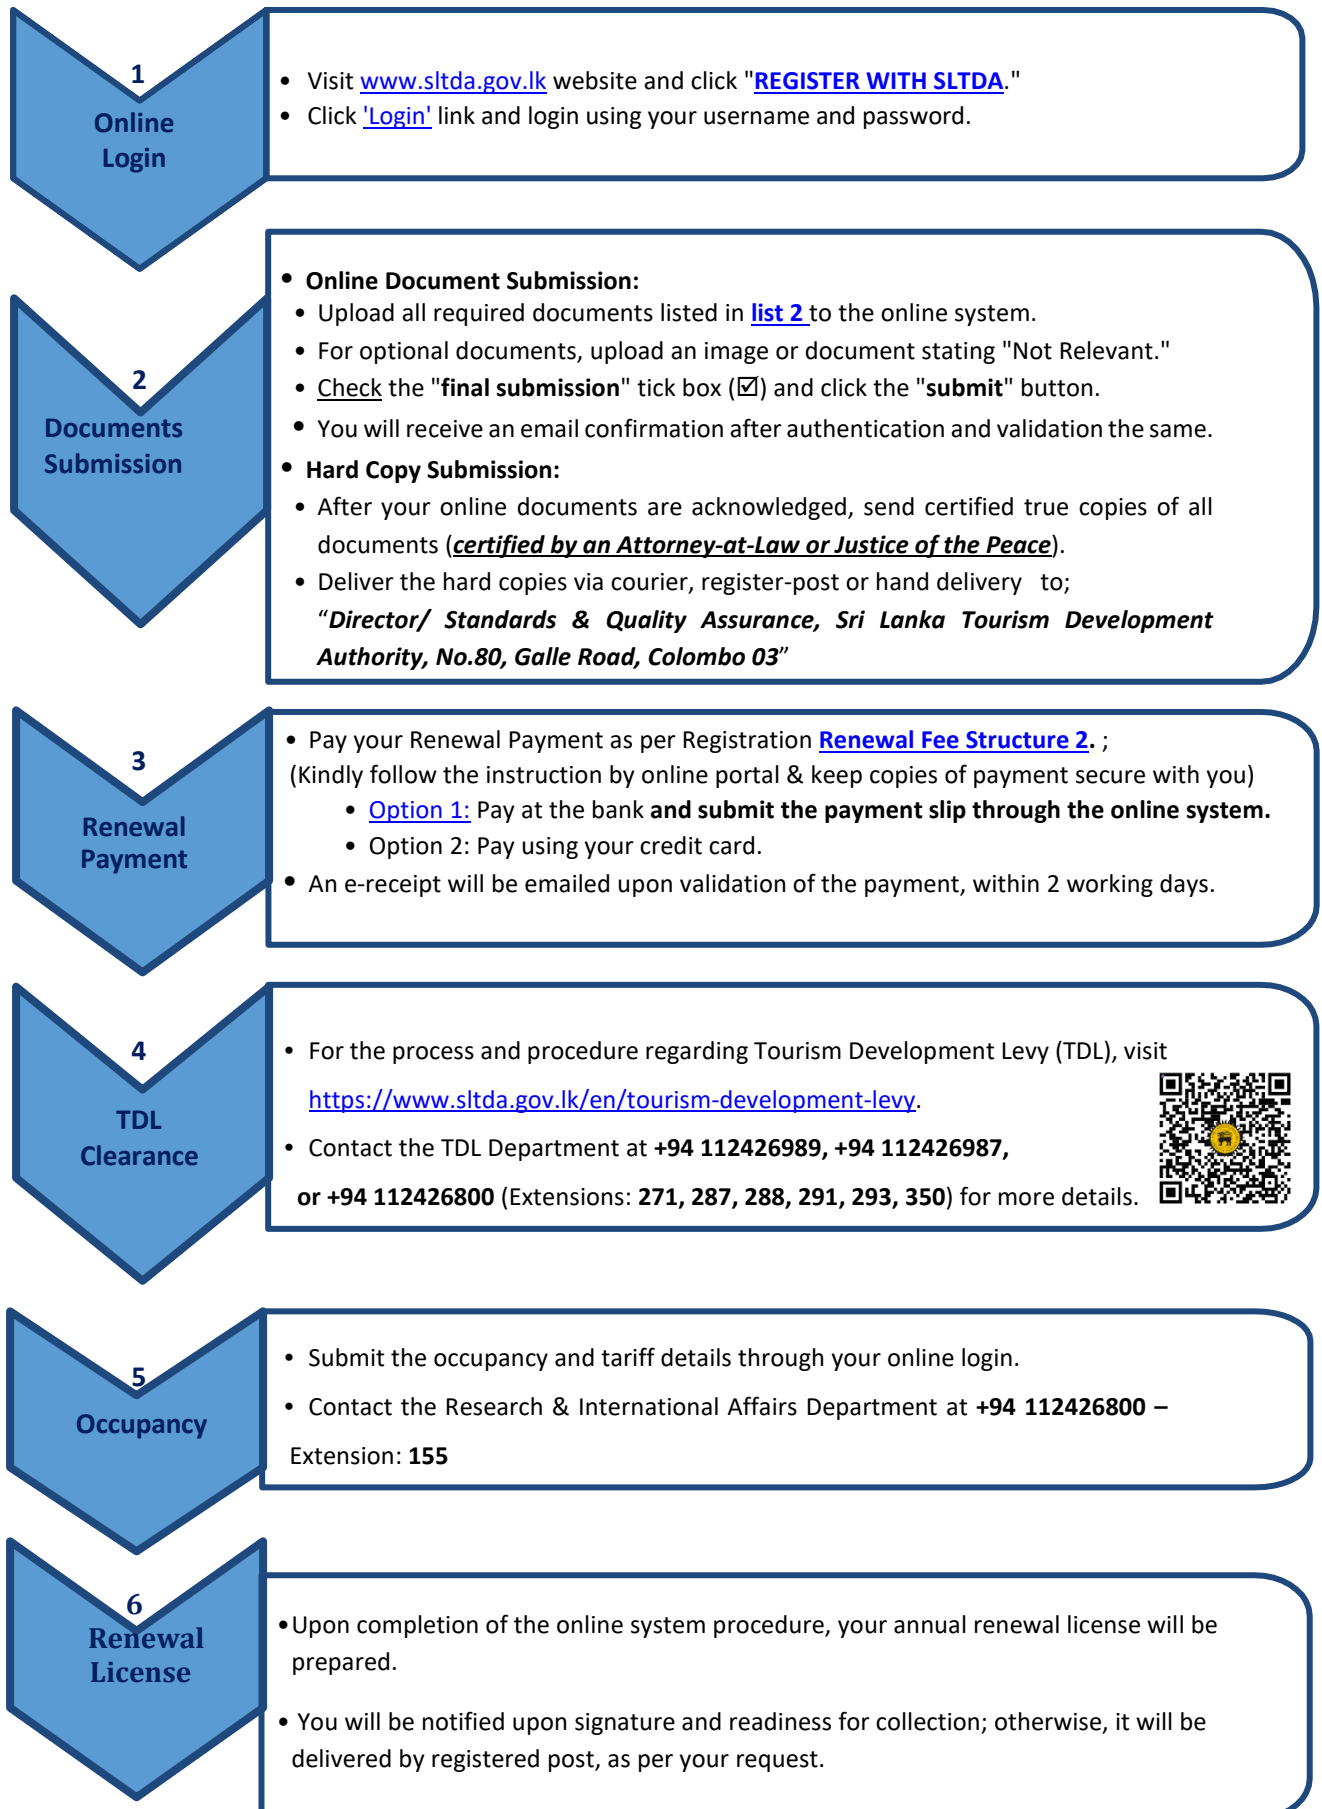 1
Online
Login
• Visit www.sltda.gov.lk website and click "REGISTER WITH SLTDA."
• Click 'Login' link and login using your username and password.
2
Documents
Submission
• Online Document Submission:
• Upload all required documents listed in list 2 to the online system.
• For optional documents, upload an image or document stating "Not Relevant."
• Check the "final submission" tick box (☑) and click the "submit" button.
• You will receive an email confirmation after authentication and validation the same.
• Hard Copy Submission:
• After your online documents are acknowledged, send certified true copies of all
documents (certified by an Attorney-at-Law or Justice of the Peace).
• Deliver the hard copies via courier, register-post or hand delivery to;
“Director/ Standards & Quality Assurance, Sri Lanka Tourism Development
Authority, No.80, Galle Road, Colombo 03”
3
Renewal
Payment
• Pay your Renewal Payment as per Registration Renewal Fee Structure 2. ;
(Kindly follow the instruction by online portal & keep copies of payment secure with you)
• Option 1: Pay at the bank and submit the payment slip through the online system.
• Option 2: Pay using your credit card.
• An e-receipt will be emailed upon validation of the payment, within 2 working days.
4
TDL
Clearance
• For the process and procedure regarding Tourism Development Levy (TDL), visit
https://www.sltda.gov.lk/en/tourism-development-levy.
• Contact the TDL Department at +94 112426989, +94 112426987,
or +94 112426800 (Extensions: 271, 287, 288, 291, 293, 350) for more details.
5
Occupancy
• Submit the occupancy and tariff details through your online login.
• Contact the Research & International Affairs Department at +94 112426800 –
Extension: 155
6
Renewal
License
•Upon completion of the online system procedure, your annual renewal license will be
prepared.
• You will be notified upon signature and readiness for collection; otherwise, it will be
delivered by registered post, as per your request.